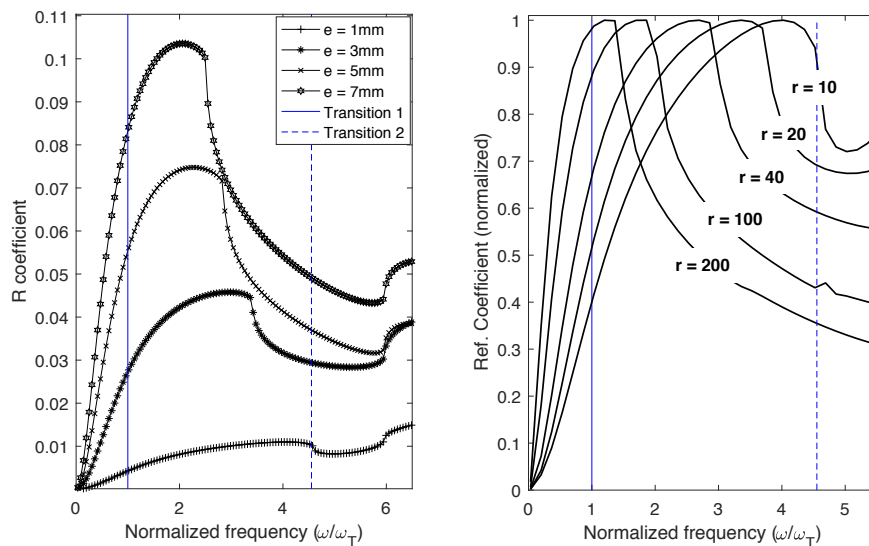 0.11
0.1
0.09
0.08
0.07
0.06
0.05
0.04
0.03
0.02
0.01
R coefficient
0 2 4 6
Normalized frequency (ω/ω_T)
e = 1mm
e = 3mm
e = 5mm
e = 7mm
Transition 1
Transition 2
1
0.9
0.8
0.7
0.6
0.5
0.4
0.3
0.2
0.1
0
Ref. Coefficient (normalized)
r = 10
r = 20
r = 40
r = 100
r = 200
0 1 2 3 4 5
Normalized frequency (ω/ω_T)